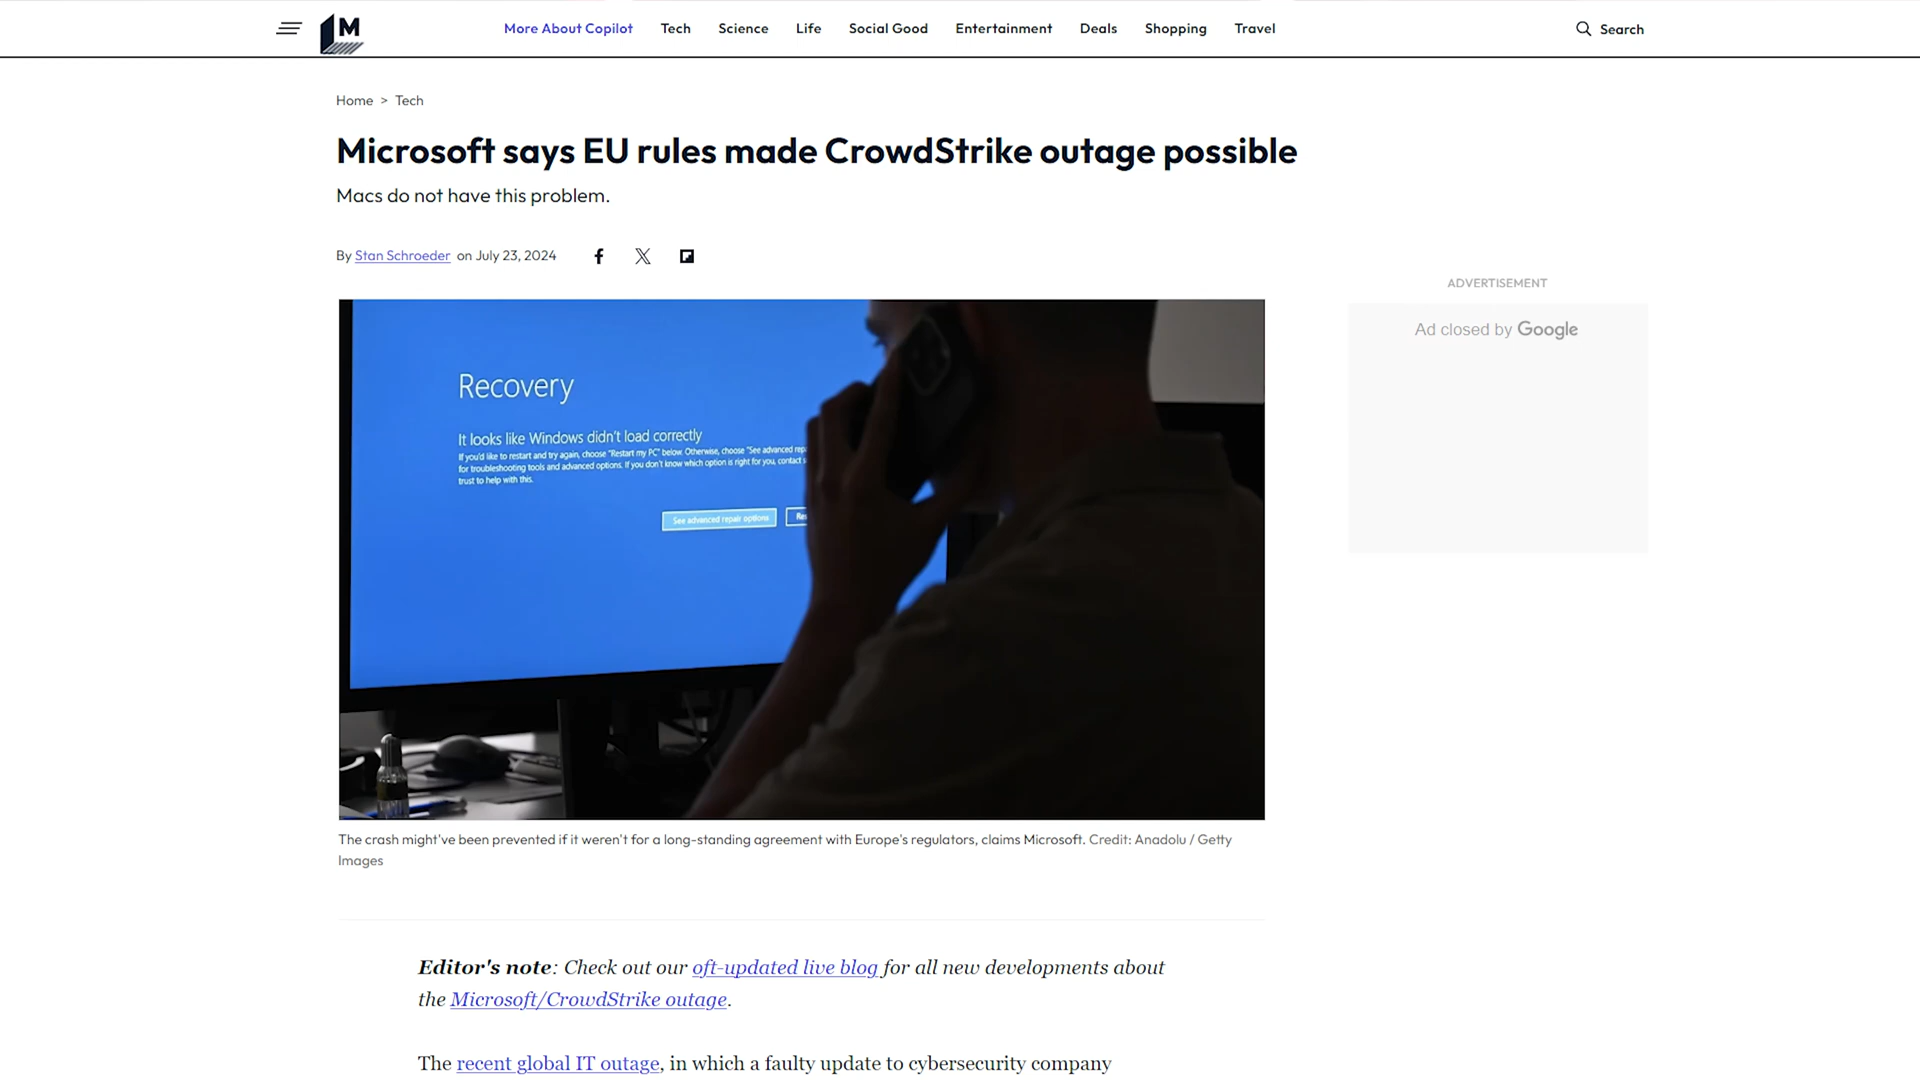 M
More About Copilot Tech Science Life Social Good Entertainment Deals Shopping Travel Search
Home > Tech
Microsoft says EU rules made CrowdStrike outage possible
Macs do not have this problem.
By Stan Schroeder on July 23, 2024
ADVERTISEMENT
Ad closed by Google
Recovery
It looks like Windows didn't load correctly
If you'd like to restart and try again, choose "Restart my PC" below. Otherwise, choose "See advanced
for troubleshooting tools and advanced options. If you don't know which option is right for you, contact
trust to help with this.
See advanced repair options
The crash might've been prevented if it weren't for a long-standing agreement with Europe's regulators, claims Microsoft. Credit: Anadolu / Getty
Images
Editor's note: Check out our oft-updated live blog for all new developments about
the Microsoft/CrowdStrike outage.
The recent global IT outage, in which a faulty update to cybersecurity company